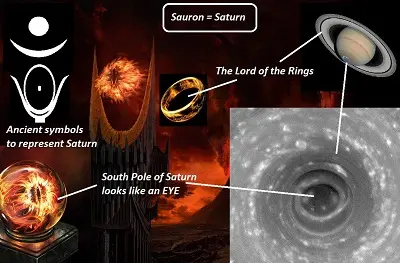 Sauron = Saturn
The Lord of the Rings
Ancient symbols
to represent Saturn
South Pole of Saturn
looks like an EYE